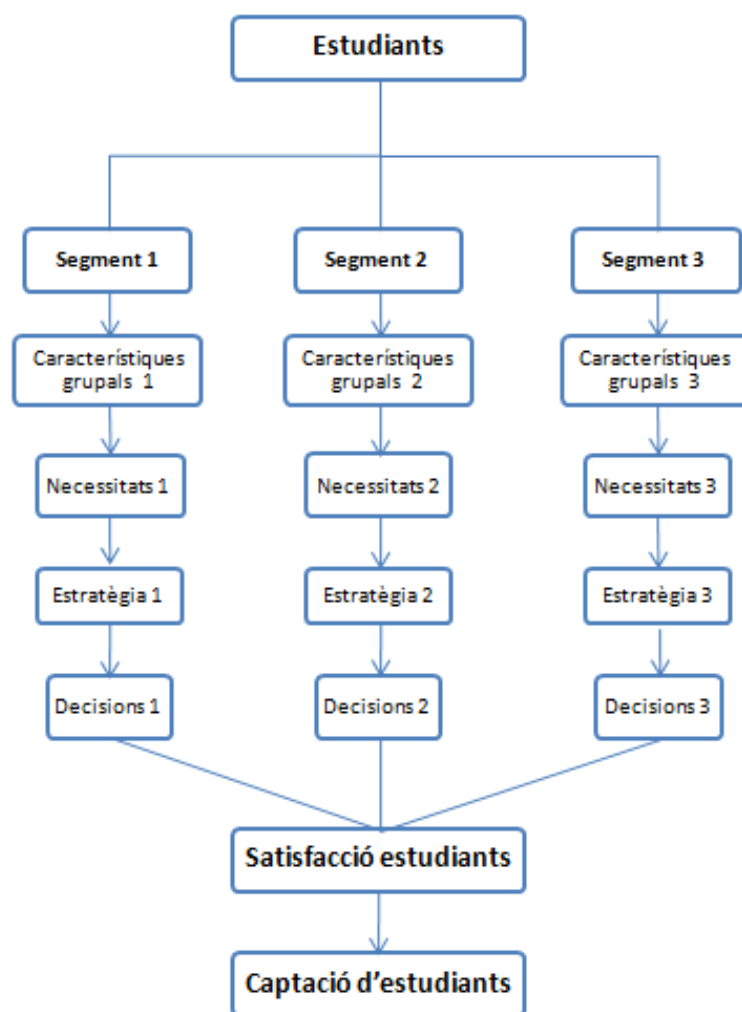 Estudiants
Segment 1
Segment 2
Segment 3
Característiques
grupals 1
Característiques
grupals 2
Característiques
grupals 3
Necessitats 1
Necessitats 2
Necessitats 3
Estratègia 1
Estratègia 2
Estratègia 3
Decisions 1
Decisions 2
Decisions 3
Satisfacció estudiants
Captació d’estudiants